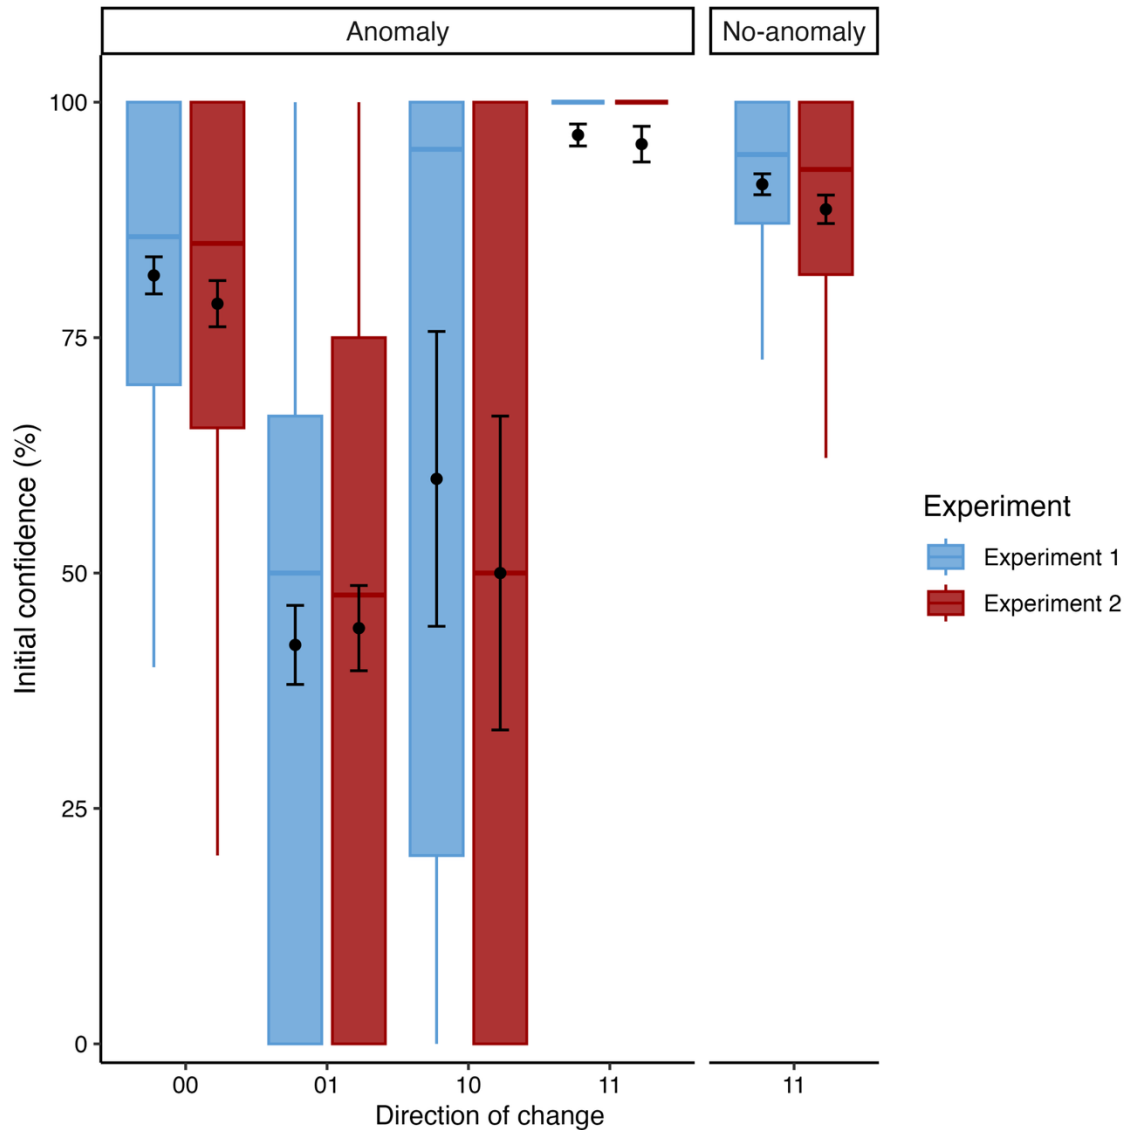 Anomaly
No-anomaly
Initial confidence (%)
100
75
50
25
0
00
01
10
11
11
Direction of change
Experiment
Experiment 1
Experiment 2